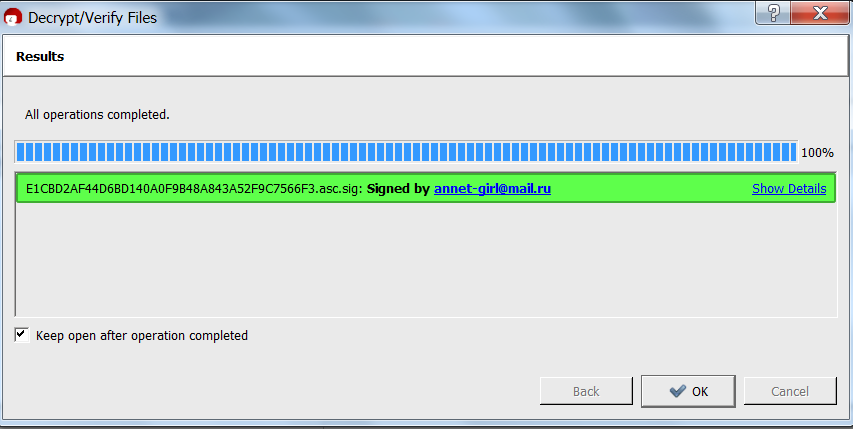 Decrypt/Verify Files
Results
All operations completed.
100%
E1CBD2AF44D6BD140A0F9B48A843A52F9C7566F3.asc.sig: Signed by annet-girl@mail.ru Show Details
Keep open after operation completed
Back OK Cancel